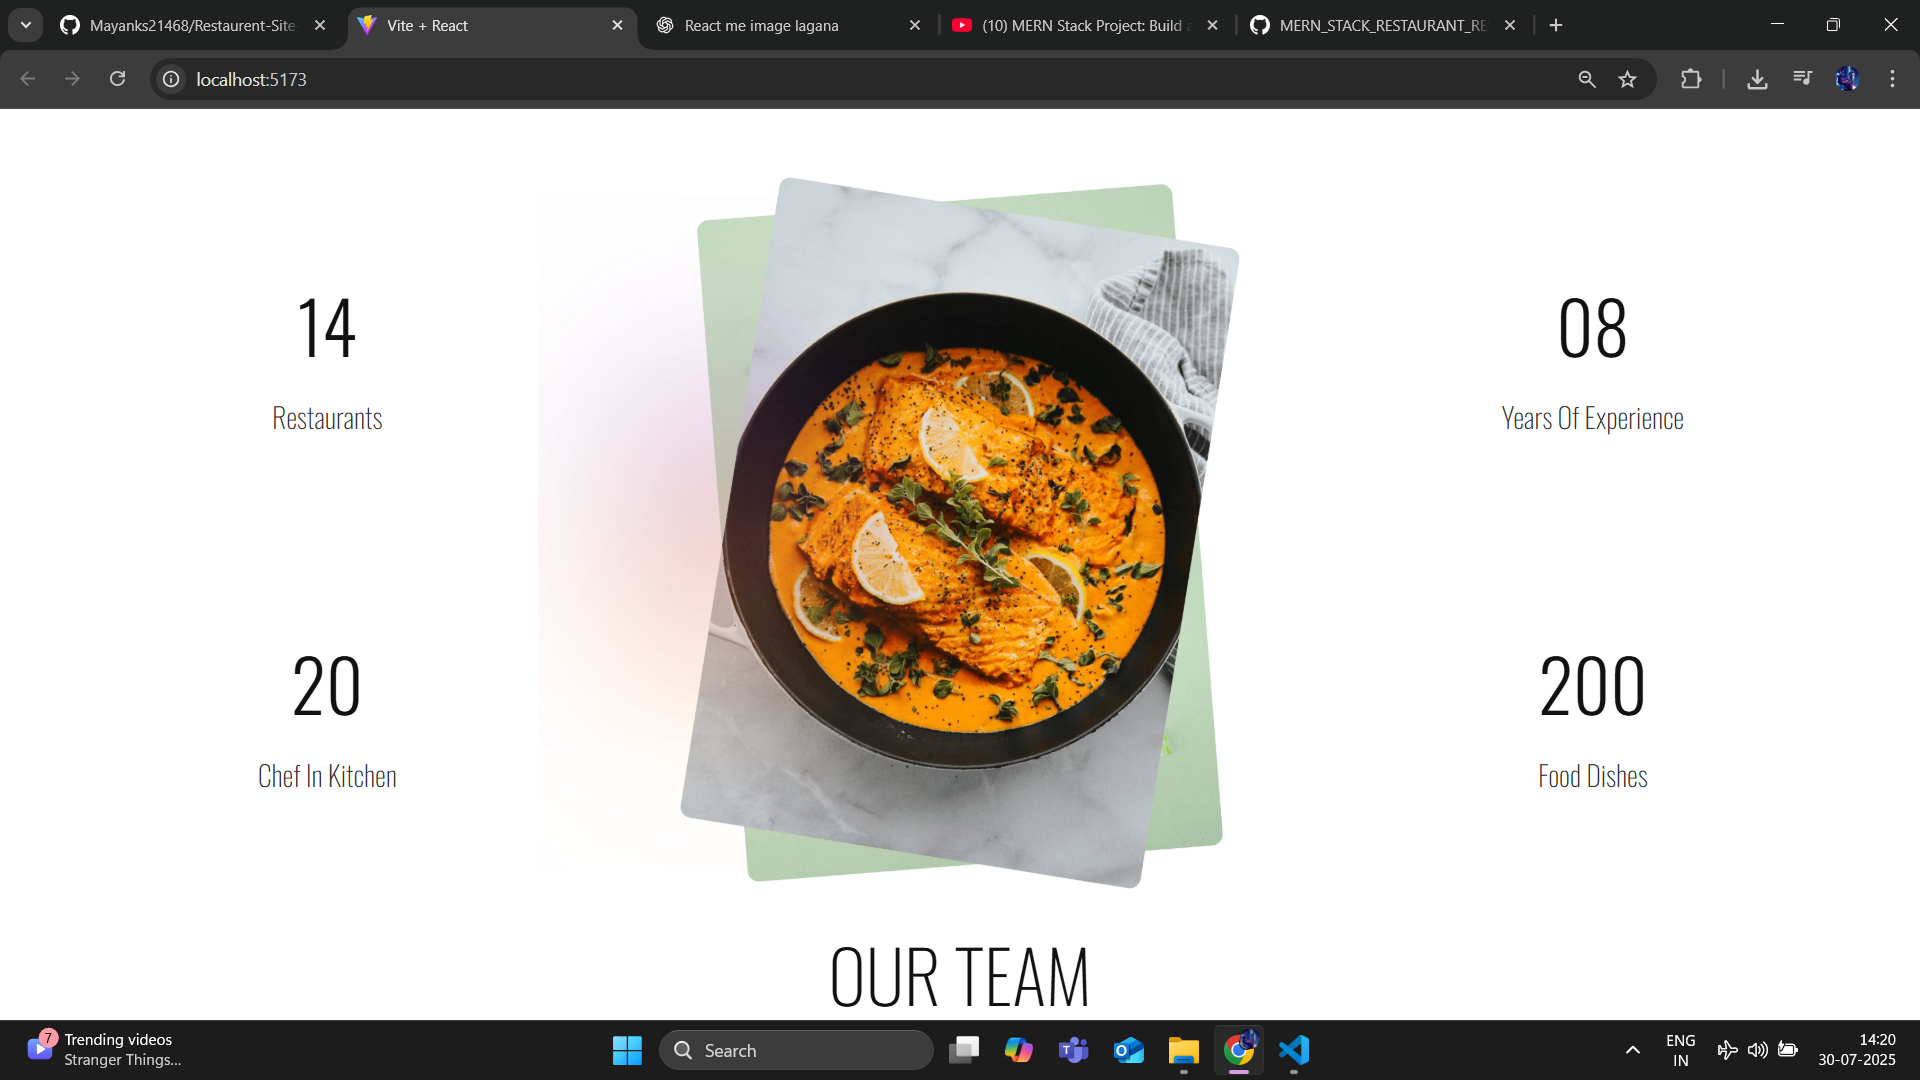 Mayanks21468/Restaurent-Site-
Vite + React
React me image lagana
(10) MERN Stack Project: Build a
MERN_STACK_RESTAURANT_RE
localhost:5173
14
Restaurants
08
Years Of Experience
20
Chef In Kitchen
200
Food Dishes
OUR TEAM
7
Trending videos
Stranger Things...
Search
ENG
IN
14:20
30-07-2025